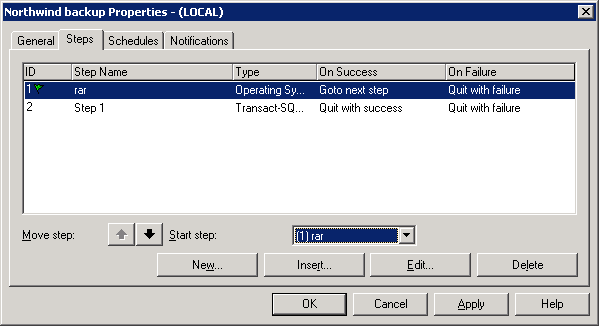 Northwind backup Properties - (LOCAL)
General Steps Schedules Notifications
ID Step Name Type On Success On Failure
1 rar Operating Sy... Goto next step Quit with failure
2 Step 1 Transact-SQ... Quit with success Quit with failure
Move step: Start step: (1) rar
New... Insert... Edit... Delete
OK Cancel Apply Help